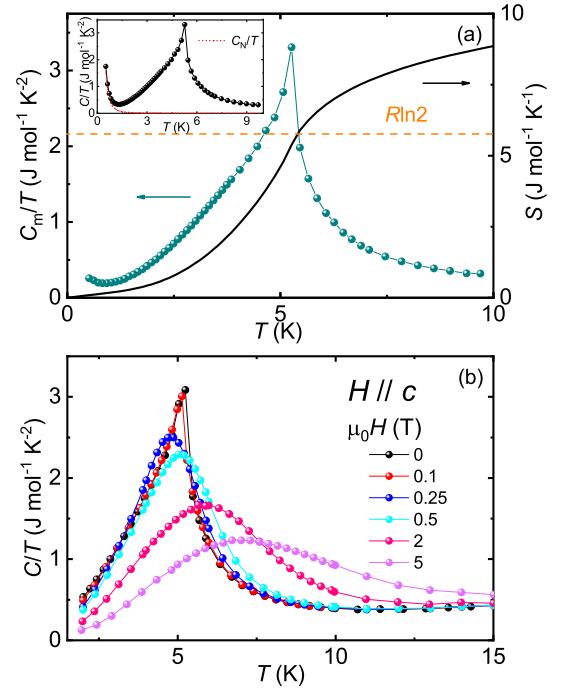 (a)
C_N/T
C/T (J mol⁻¹ K⁻²)
3
2
1
0
0
3
6
9
T (K)
C_m/T (J mol⁻¹ K⁻²)
3
2
1
0
Rln2
10
5
0
S (J mol⁻¹ K⁻¹)
0
5
10
T (K)
(b)
H // c
μ₀H (T)
0
0.1
0.25
0.5
2
5
C/T (J mol⁻¹ K⁻²)
3
2
1
0
5
10
15
T (K)